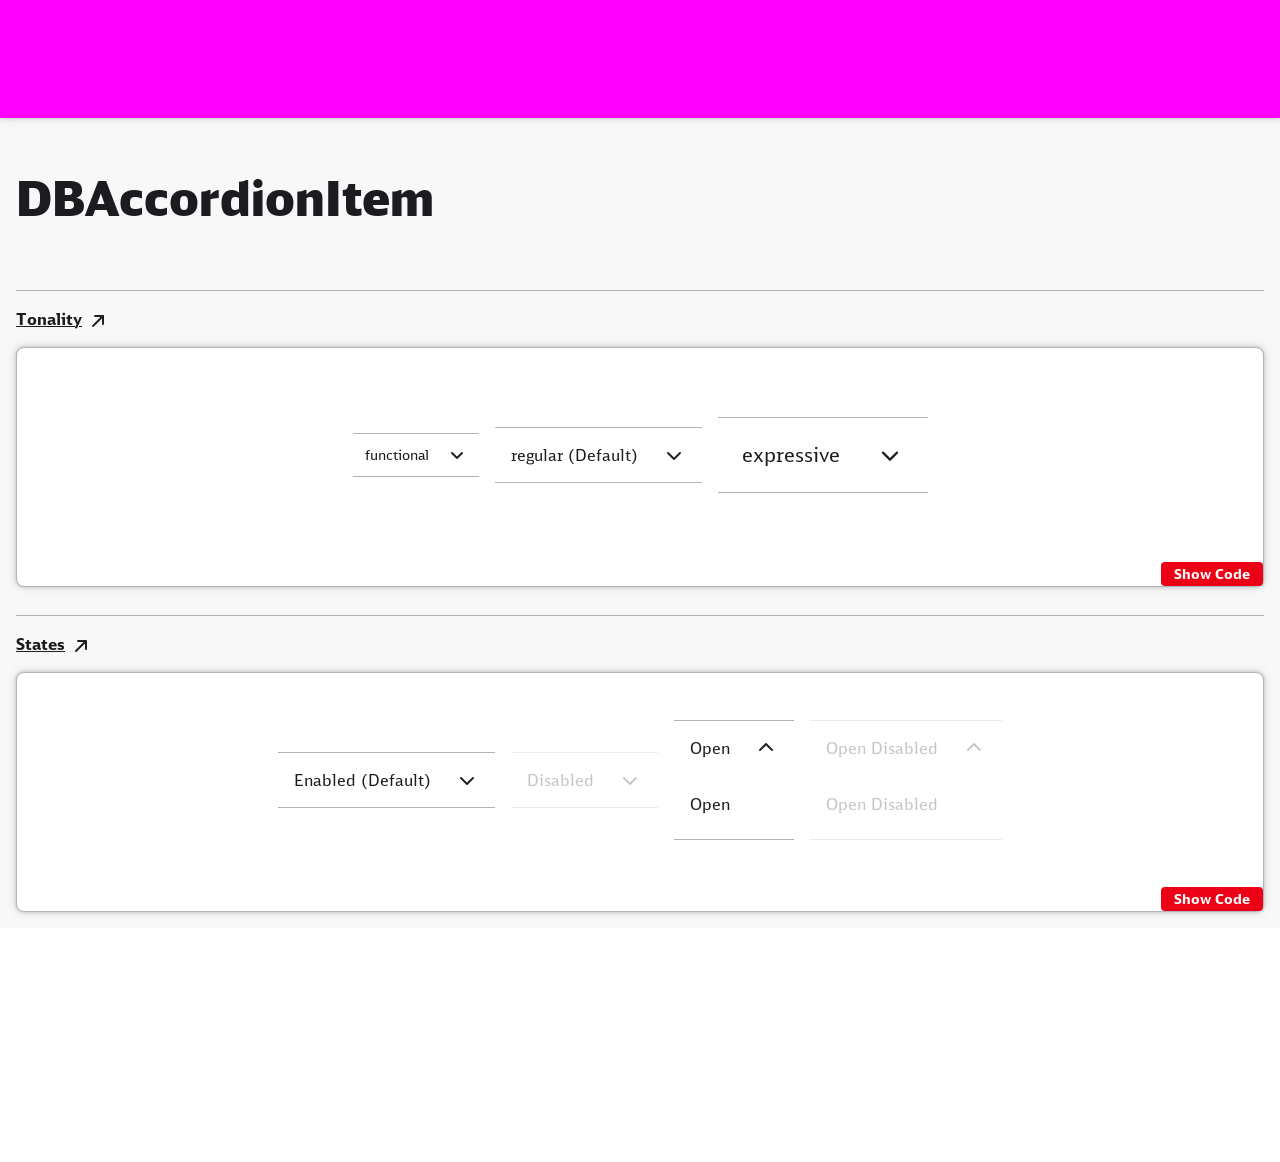 DBAccordionItem
Tonality
functional
regular (Default)
expressive
Show Code
States
Enabled (Default)
Disabled
Open
Open
Open Disabled
Open Disabled
Show Code